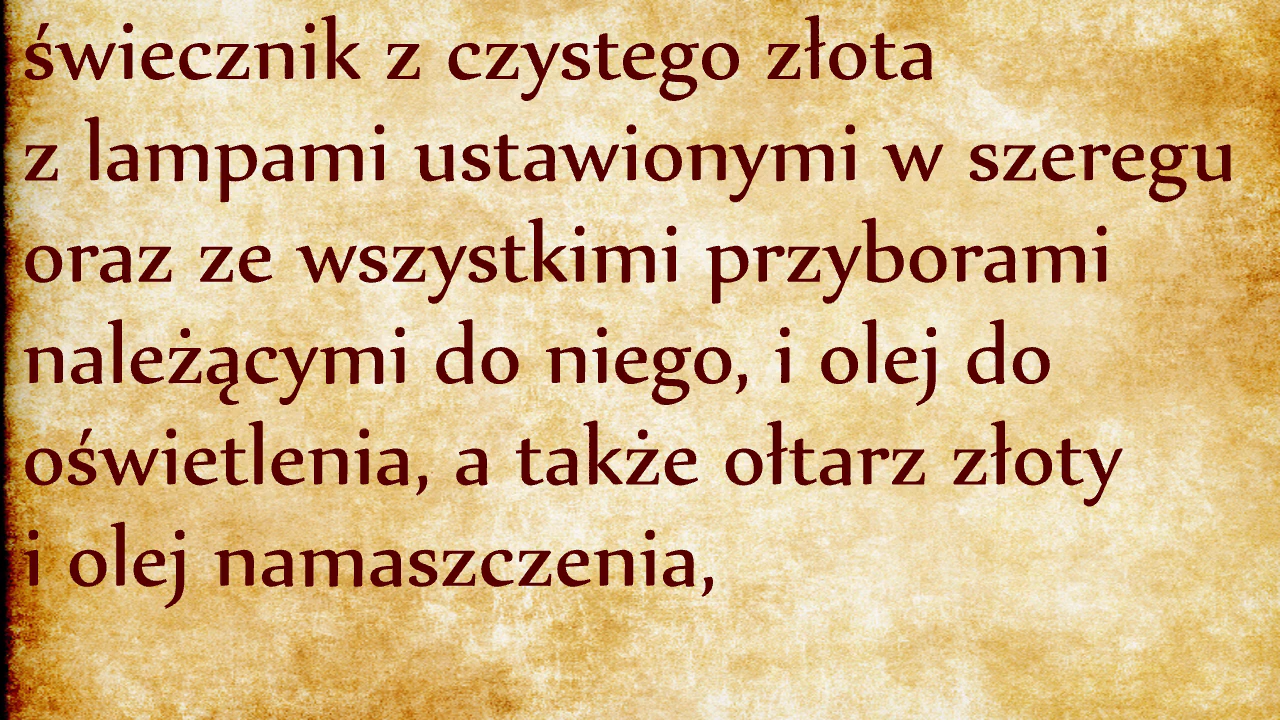 świecznik z czystego złota
z lampami ustawionymi w szeregu
oraz ze wszystkimi przyborami
należącymi do niego, i olej do
oświetlenia, a także ołtarz złoty
i olej namaszczenia,